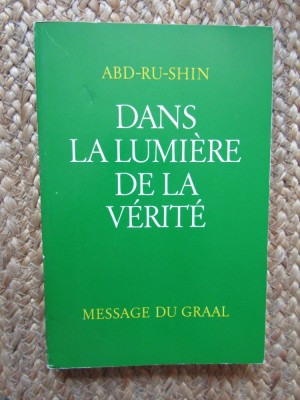 ABD-RU-SHIN
DANS
LA LUMIÈRE
DE LA
VÉRITÉ
MESSAGE DU GRAAL